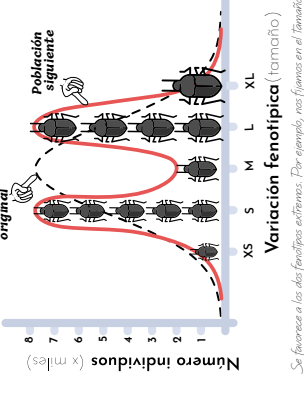 Población
siguiente
original
8
7
6
5
4
3
2
1
Número individuos (x miles)
XS
S
M
L
XL
Variación fenotípica (tamaño)
Se favorece a los dos fenotipos extremos. Por ejemplo, nos fijamos en el tamaño